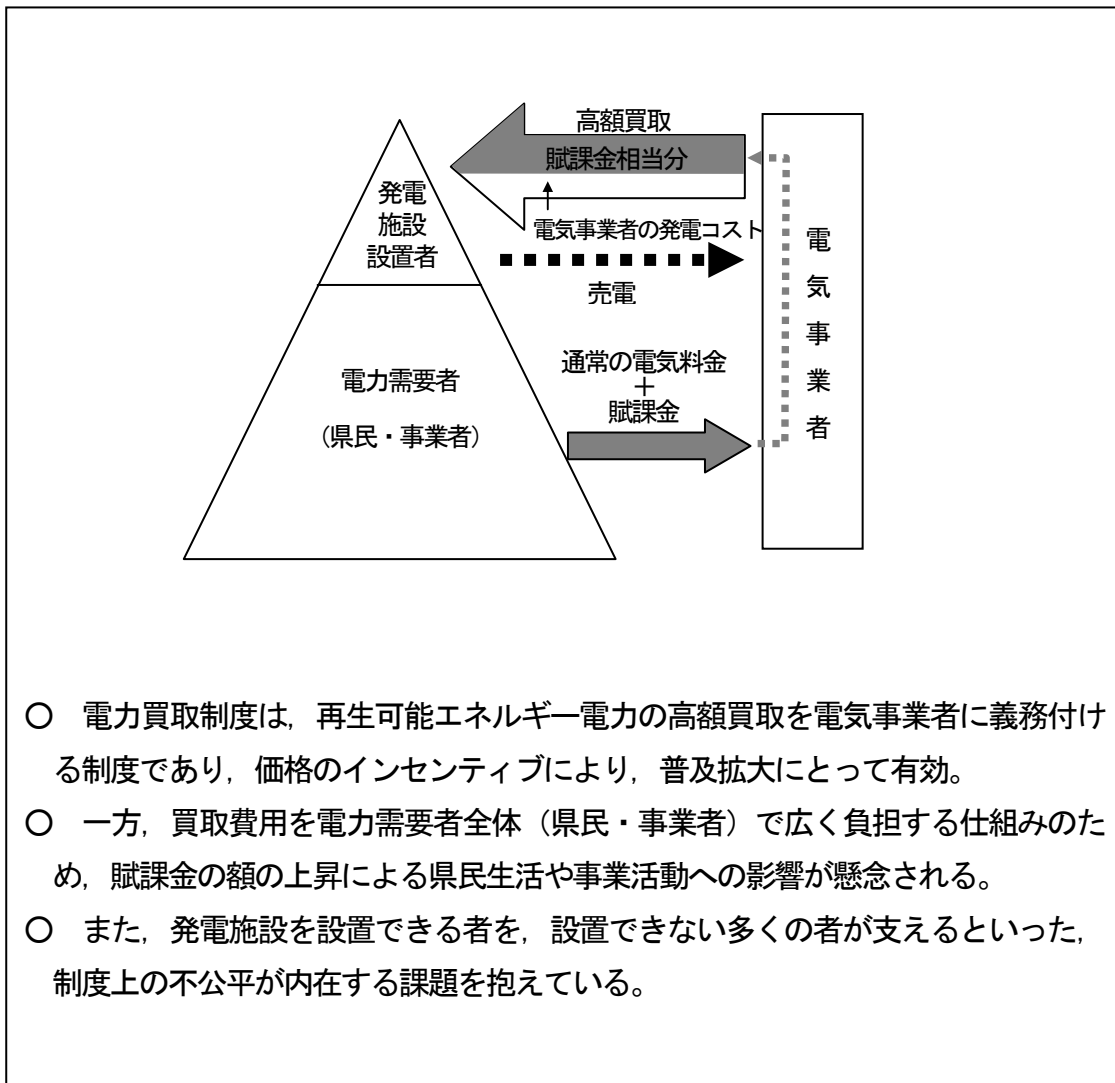 高額買取
賦課金相当分
発電
施設
設置者
電気事業者の発電コスト
売電
電気事業者
通常の電気料金
＋
賦課金
電力需要者
（県民・事業者）
○　電力買取制度は，再生可能エネルギー電力の高額買取を電気事業者に義務付け
る制度であり，価格のインセンティブにより，普及拡大にとって有効。
○　一方，買取費用を電力需要者全体（県民・事業者）で広く負担する仕組みのた
め，賦課金の額の上昇による県民生活や事業活動への影響が懸念される。
○　また，発電施設を設置できる者を，設置できない多くの者が支えるといった，
制度上の不公平が内在する課題を抱えている。